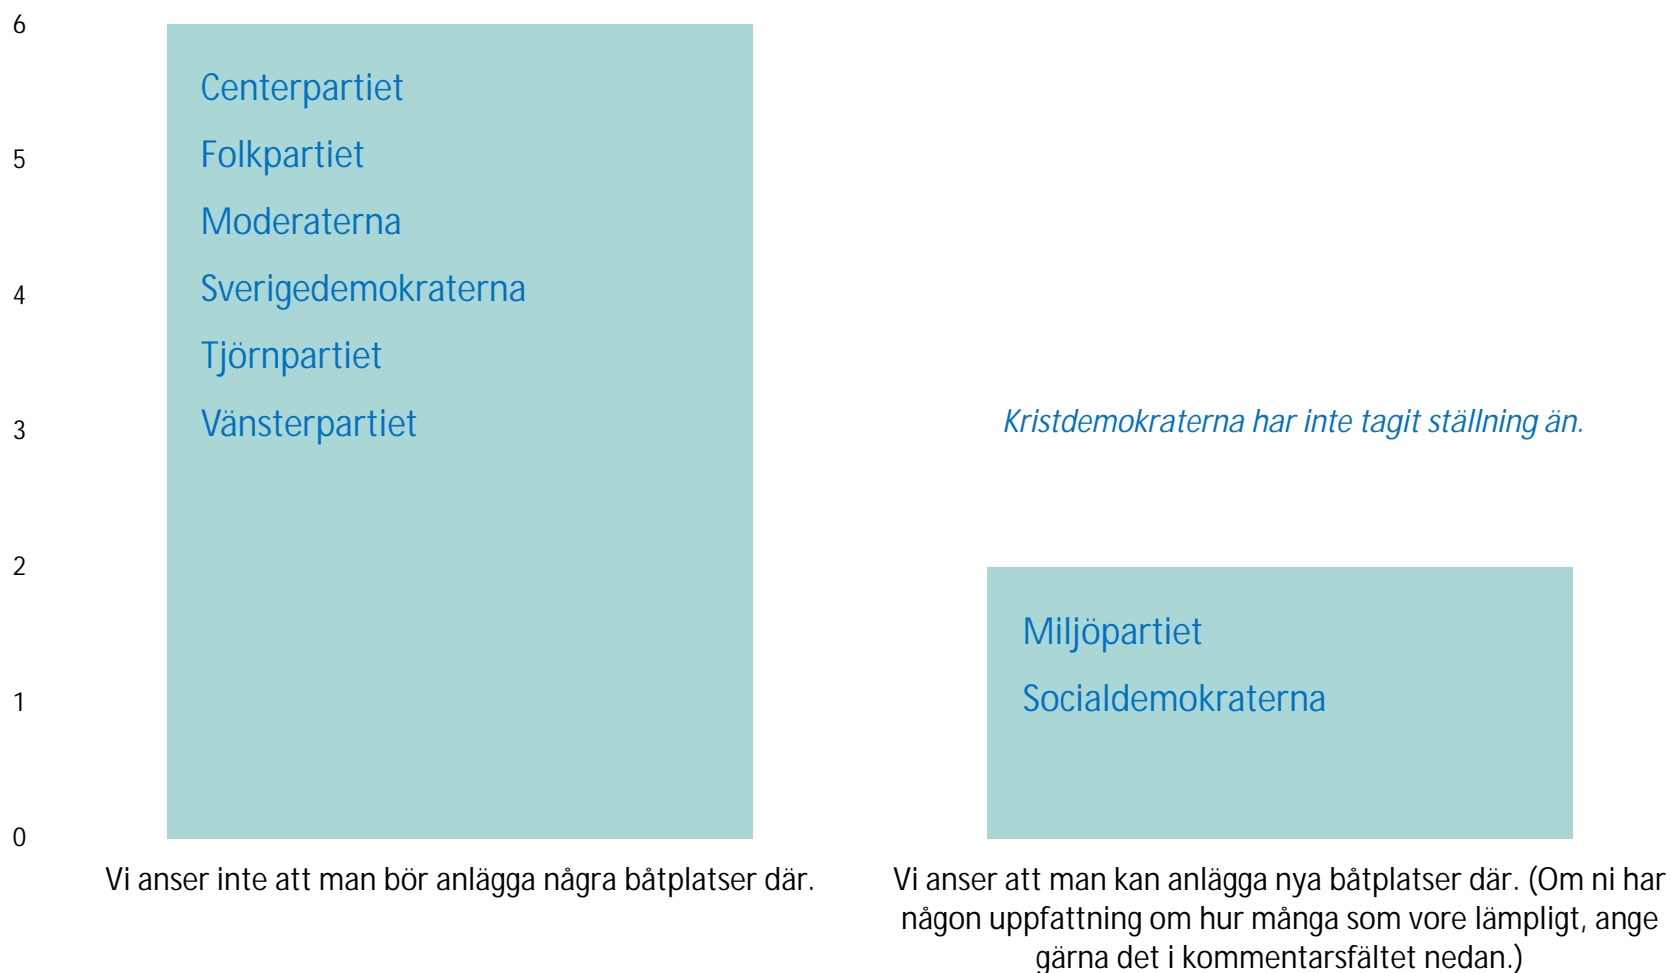 6
5
4
3
2
1
0
Centerpartiet
Folkpartiet
Moderaterna
Sverigedemokraterna
Tjörnpartiet
Vänsterpartiet
Kristdemokraterna har inte tagit ställning än.
Miljöpartiet
Socialdemokraterna
Vi anser inte att man bör anlägga några båtplatser där.
Vi anser att man kan anlägga nya båtplatser där. (Om ni har
någon uppfattning om hur många som vore lämpligt, ange
gärna det i kommentarsfältet nedan.)